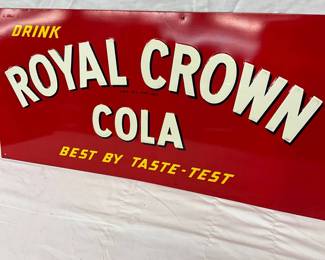 DRINK
ROYAL CROWN
COLA
BEST BY TASTE-TEST